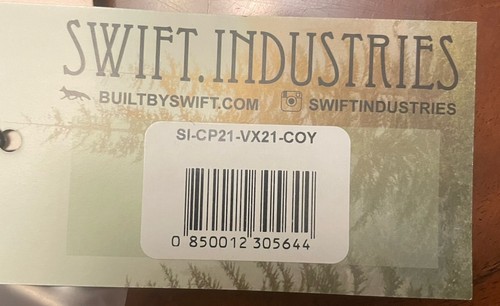 SWIFT.INDUSTRIES
BUILTBYSWIFT.COM SWIFTINDUSTRIES
SI-CP21-VX21-COY
0 850012 305644